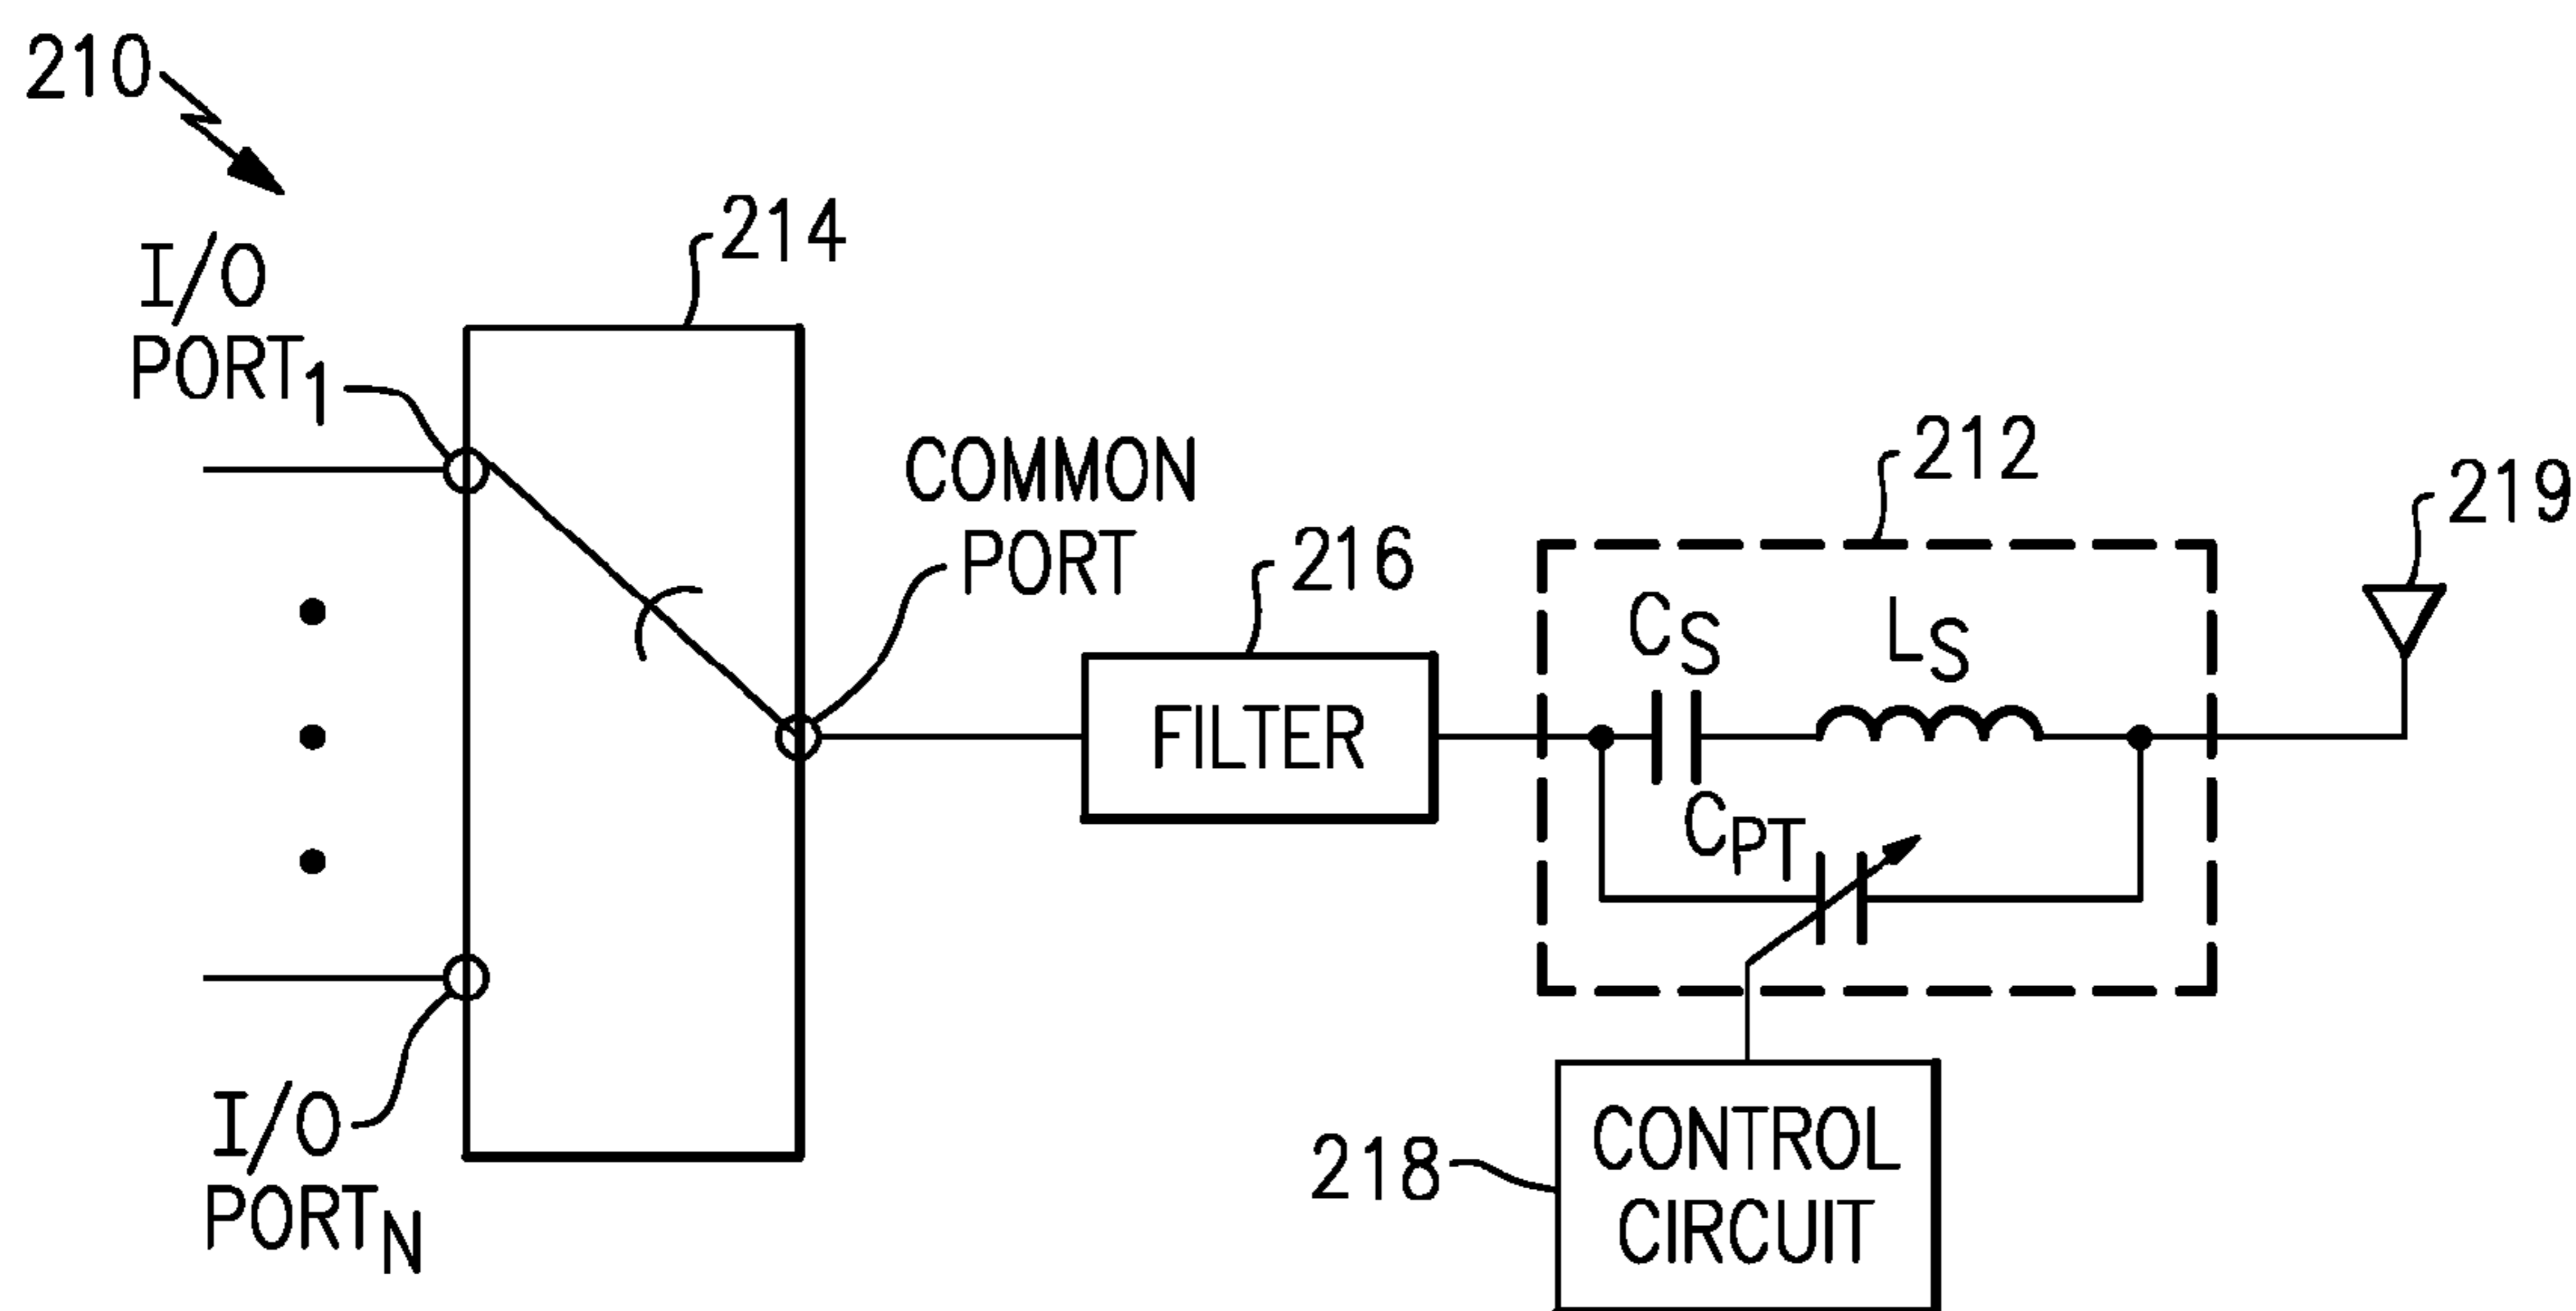 210
I/O
PORT1
214
COMMON
PORT
216
FILTER
212
CS
LS
CPT
219
I/O
PORTN
218
CONTROL
CIRCUIT